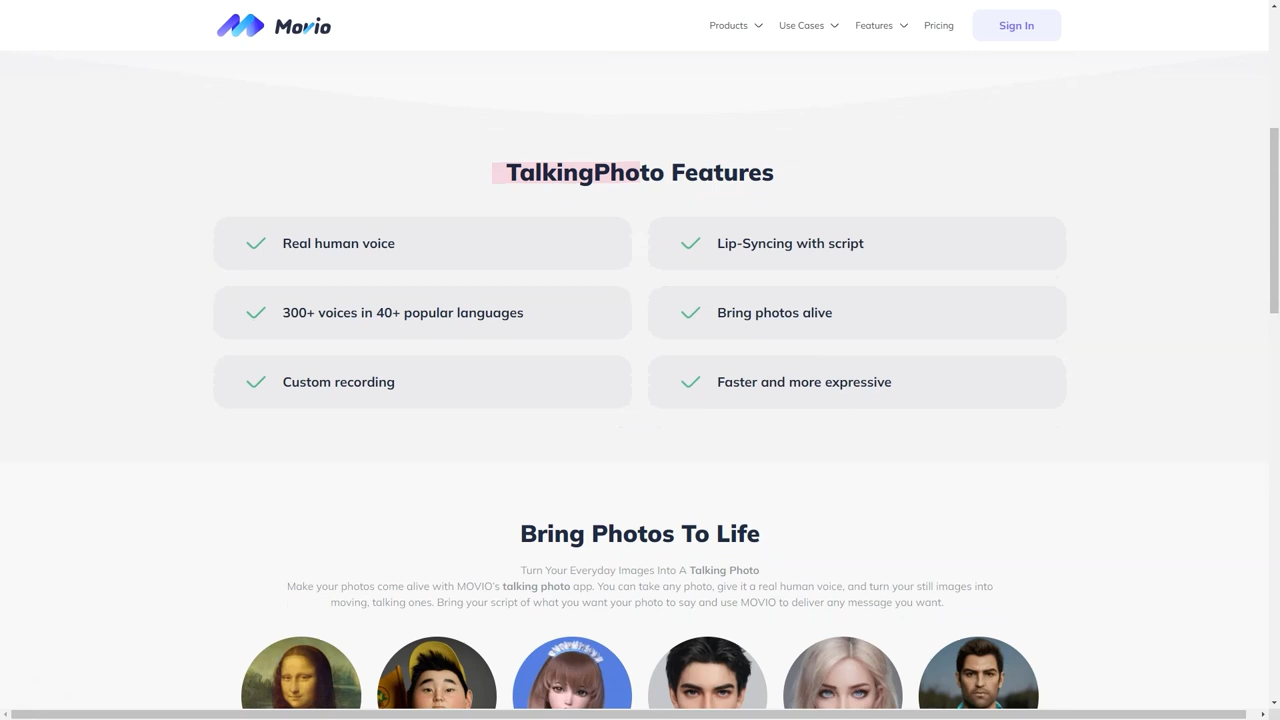 Movio
Products
Use Cases
Features
Pricing
Sign In
TalkingPhoto Features
Real human voice
Lip-Syncing with script
300+ voices in 40+ popular languages
Bring photos alive
Custom recording
Faster and more expressive
Bring Photos To Life
Turn Your Everyday Images Into A Talking Photo
Make your photos come alive with MOVIO's talking photo app. You can take any photo, give it a real human voice, and turn your still images into
moving, talking ones. Bring your script of what you want your photo to say and use MOVIO to deliver any message you want.